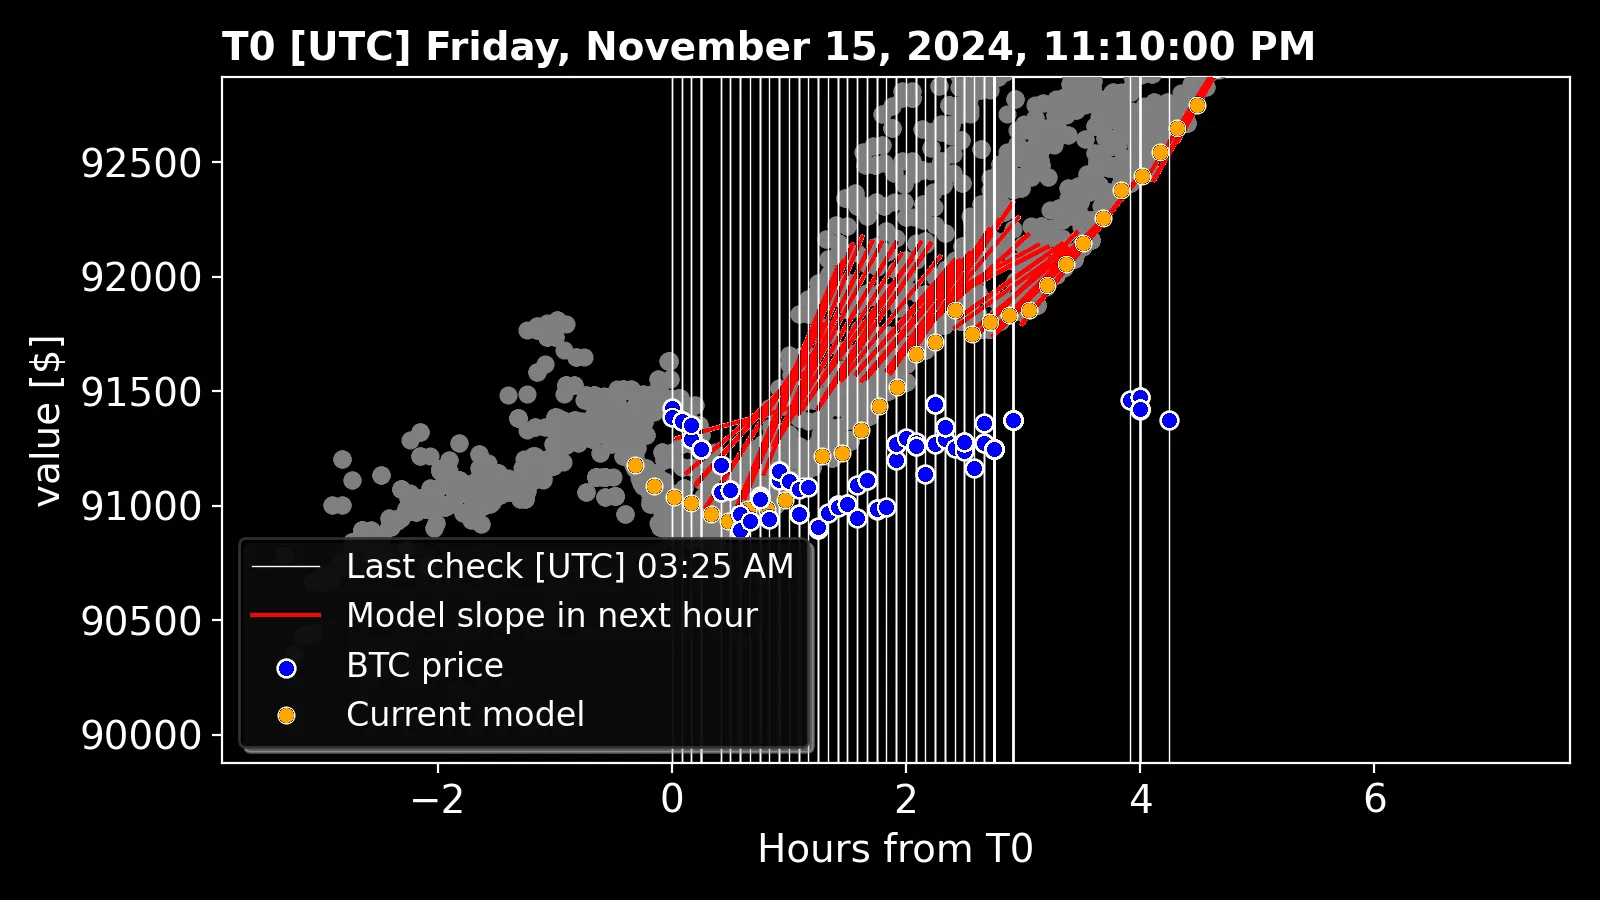 T0 [UTC] Friday, November 15, 2024, 11:10:00 PM
value [$]
92500
92000
91500
91000
90500
90000
Last check [UTC] 03:25 AM
Model slope in next hour
BTC price
Current model
−2 0 2 4 6
Hours from T0